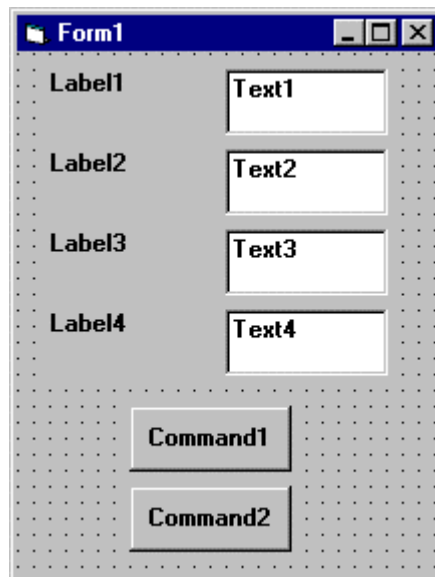 Form1
Label1 Text1
Label2 Text2
Label3 Text3
Label4 Text4
Command1
Command2